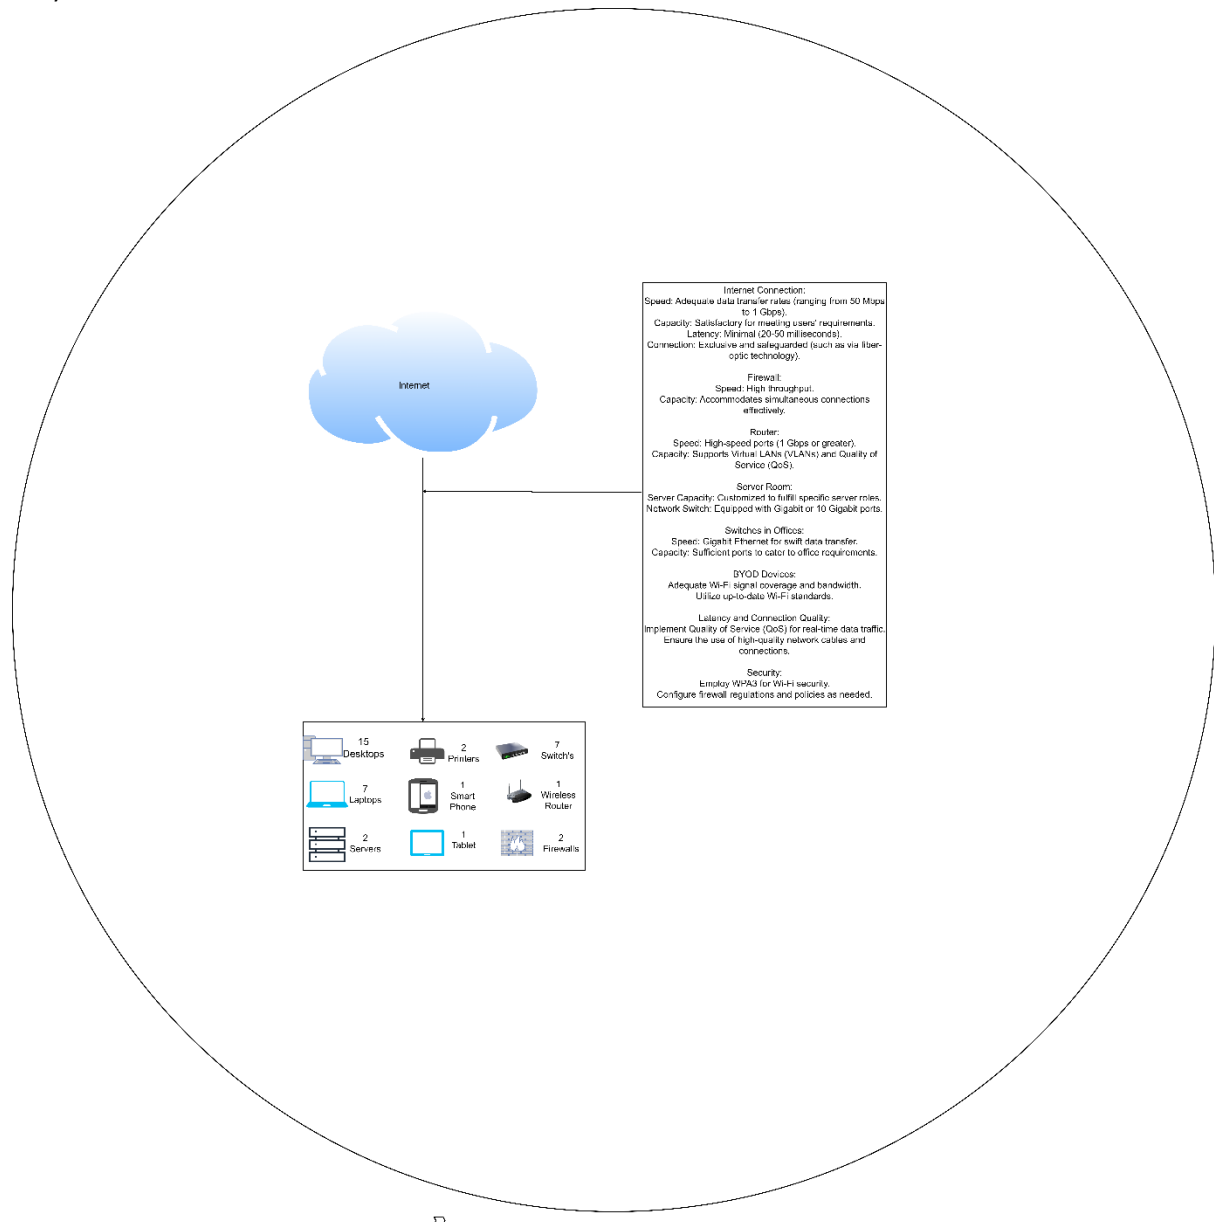 Internet
Internet Connection:
Speed: Adequate data transfer rates (ranging from 50 Mbps
to 1 Gbps).
Capacity: Satisfactory for meeting users' requirements.
Latency: Minimal (20-50 milliseconds).
Connection: Exclusive and safeguarded (such as via fiber-
optic technology).
Firewall:
Speed: High throughput.
Capacity: Accommodates simultaneous connections
effectively.
Router:
Speed: High-speed ports (1 Gbps or greater).
Capacity: Supports Virtual LANs (VLANs) and Quality of
Service (QoS).
Server Room:
Server Capacity: Customized to fulfill specific server roles.
Network Switch: Equipped with Gigabit or 10 Gigabit ports.
Switches in Offices:
Speed: Gigabit Ethernet for swift data transfer.
Capacity: Sufficient ports to cater to office requirements.
BYOD Devices:
Adequate Wi-Fi signal coverage and bandwidth.
Utilize up-to-date Wi-Fi standards.
Latency and Connection Quality:
Implement Quality of Service (QoS) for real-time data traffic.
Ensure the use of high-quality network cables and
connections.
Security:
Employ WPA3 for Wi-Fi security.
Configure firewall regulations and policies as needed.
15
Desktops
2
Printers
7
Switch's
7
Laptops
1
Smart
Phone
1
Wireless
Router
2
Servers
1
Tablet
2
Firewalls